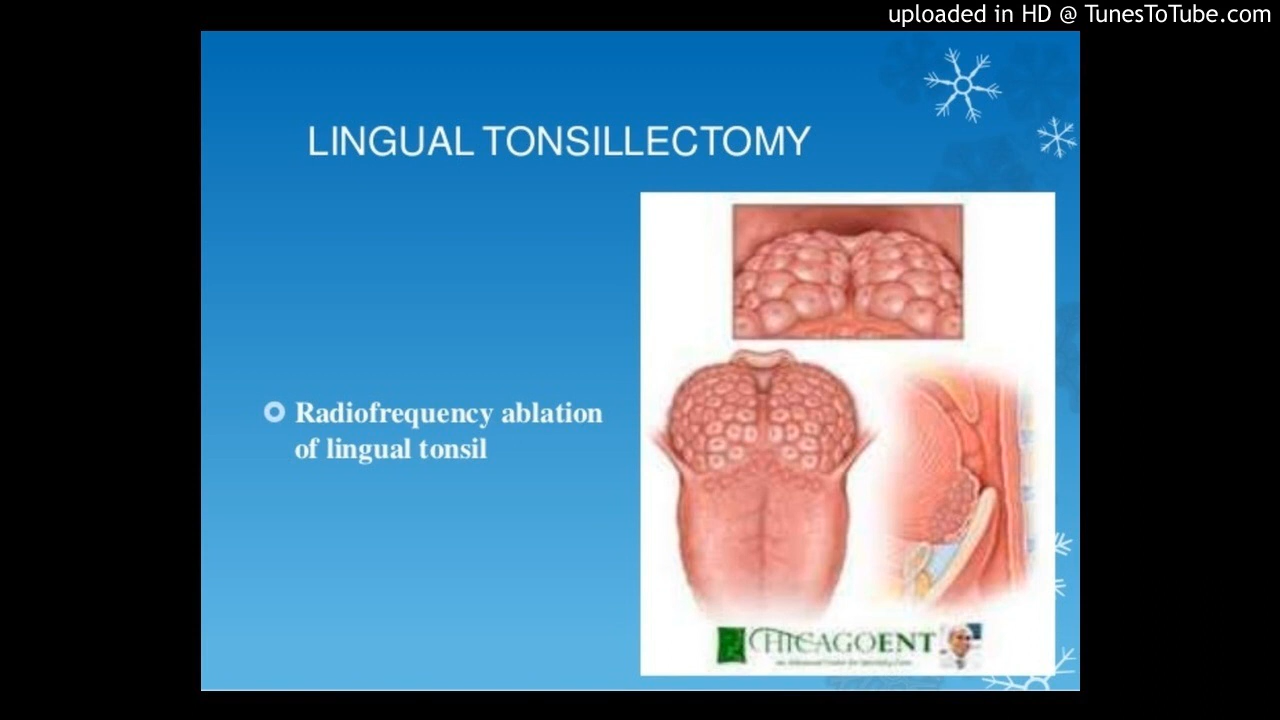 uploaded in HD @ TunesToTube.com
LINGUAL TONSILLECTOMY
Radiofrequency ablation
of lingual tonsil
CHICAGOENT